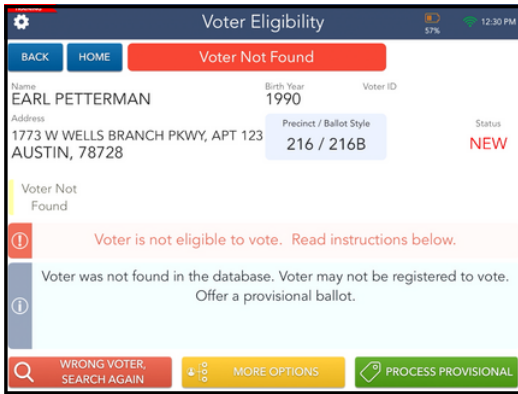 TRAINING
Voter Eligibility
57%
12:30 PM
BACK
HOME
Voter Not Found
Name
EARL PETTERMAN
Birth Year
1990
Voter ID
Address
1773 W WELLS BRANCH PKWY, APT 123
AUSTIN, 78728
Precinct / Ballot Style
216 / 216B
Status
NEW
Voter Not
Found
Voter is not eligible to vote. Read instructions below.
Voter was not found in the database. Voter may not be registered to vote.
Offer a provisional ballot.
WRONG VOTER,
SEARCH AGAIN
MORE OPTIONS
PROCESS PROVISIONAL